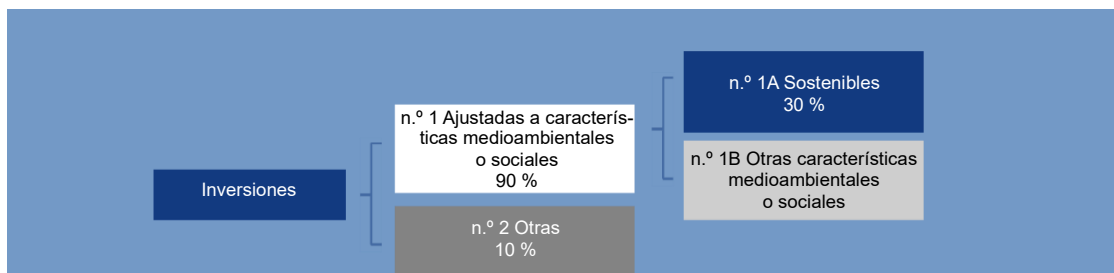 n.º 1A Sostenibles
30 %
n.º 1 Ajustadas a caracterís-
ticas medioambientales
o sociales
90 %
n.º 1B Otras características
medioambientales
o sociales
Inversiones
n.º 2 Otras
10 %